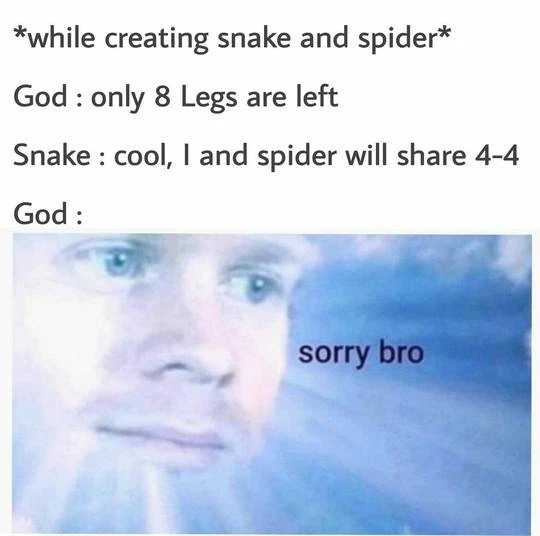 *while creating snake and spider*
God : only 8 Legs are left
Snake : cool, I and spider will share 4-4
God :
sorry bro